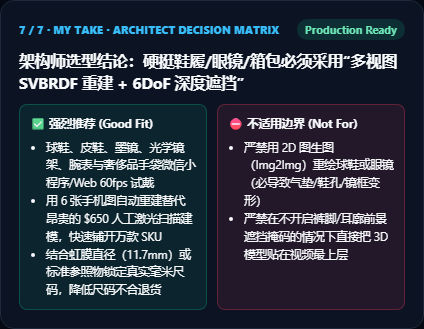 7 / 7 · MY TAKE · ARCHITECT DECISION MATRIX
Production Ready
架构师选型结论：硬挺鞋履/眼镜/箱包必须采用“多视图
SVBRDF 重建 + 6DoF 深度遮挡”
✅ 强烈推荐 (Good Fit)
• 球鞋、皮鞋、墨镜、光学镜
架、腕表与奢侈品手袋微信小
程序/Web 60fps 试戴
• 用 6 张手机图自动重建替代
昂贵的 $650 人工激光扫描建
模，快速铺开万款 SKU
• 结合虹膜直径（11.7mm）或
标准参照物锁定真实毫米尺
码，降低尺码不合退货
⛔ 不适用边界 (Not For)
• 严禁用 2D 图生图
（Img2Img）重绘球鞋或眼镜
（必导致气垫/鞋孔/镜框变
形）
• 严禁在不开启裤脚/耳廓前景
遮挡掩码的情况下直接把 3D
模型贴在视频最上层